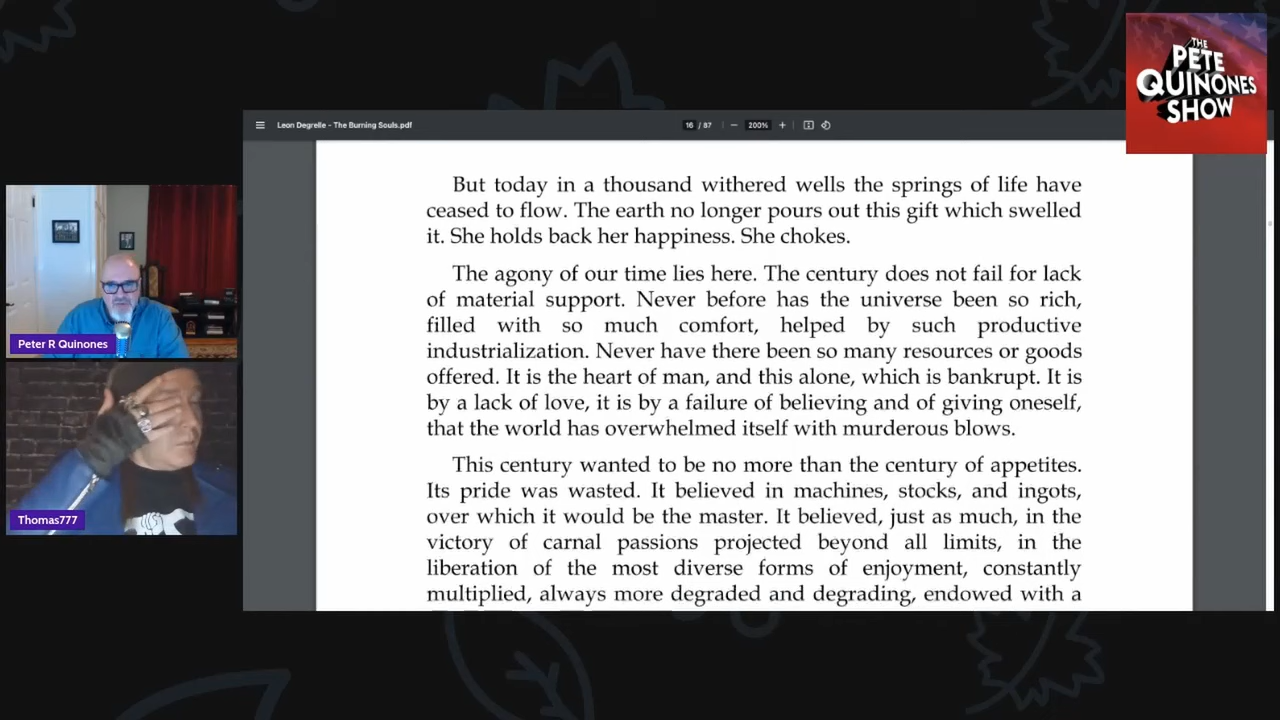 THE
PETE
QUINONES
SHOW
Leon Degrelle - The Burning Souls.pdf
16 / 87
200%
But today in a thousand withered wells the springs of life have
ceased to flow. The earth no longer pours out this gift which swelled
it. She holds back her happiness. She chokes.
The agony of our time lies here. The century does not fail for lack
of material support. Never before has the universe been so rich,
filled with so much comfort, helped by such productive
industrialization. Never have there been so many resources or goods
offered. It is the heart of man, and this alone, which is bankrupt. It is
by a lack of love, it is by a failure of believing and of giving oneself,
that the world has overwhelmed itself with murderous blows.
This century wanted to be no more than the century of appetites.
Its pride was wasted. It believed in machines, stocks, and ingots,
over which it would be the master. It believed, just as much, in the
victory of carnal passions projected beyond all limits, in the
liberation of the most diverse forms of enjoyment, constantly
multiplied, always more degraded and degrading, endowed with a
Peter R Quinones
Thomas777